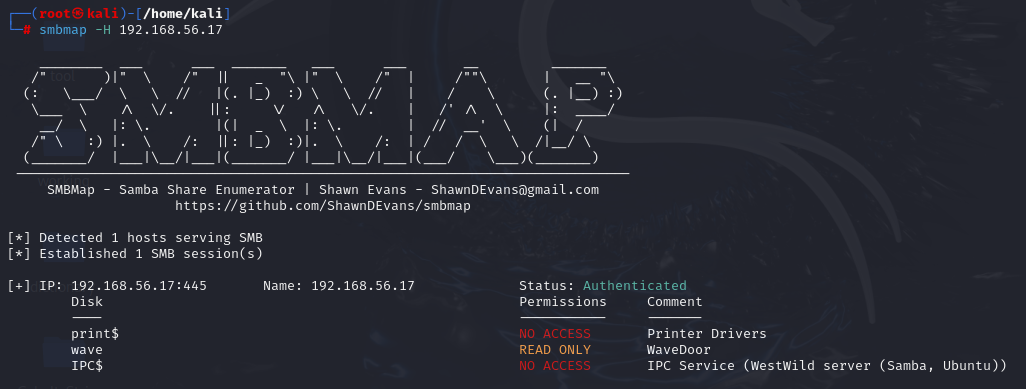 ┌──(root㉿kali)-[/home/kali]
└─# smbmap -H 192.168.56.17
SMBMap - Samba Share Enumerator | Shawn Evans - ShawnDEvans@gmail.com
https://github.com/ShawnDEvans/smbmap
[*] Detected 1 hosts serving SMB
[*] Established 1 SMB session(s)
[+] IP: 192.168.56.17:445 Name: 192.168.56.17 Status: Authenticated
Disk Permissions Comment
---- ----------- -------
print$ NO ACCESS Printer Drivers
wave READ ONLY WaveDoor
IPC$ NO ACCESS IPC Service (WestWild server (Samba, Ubuntu))